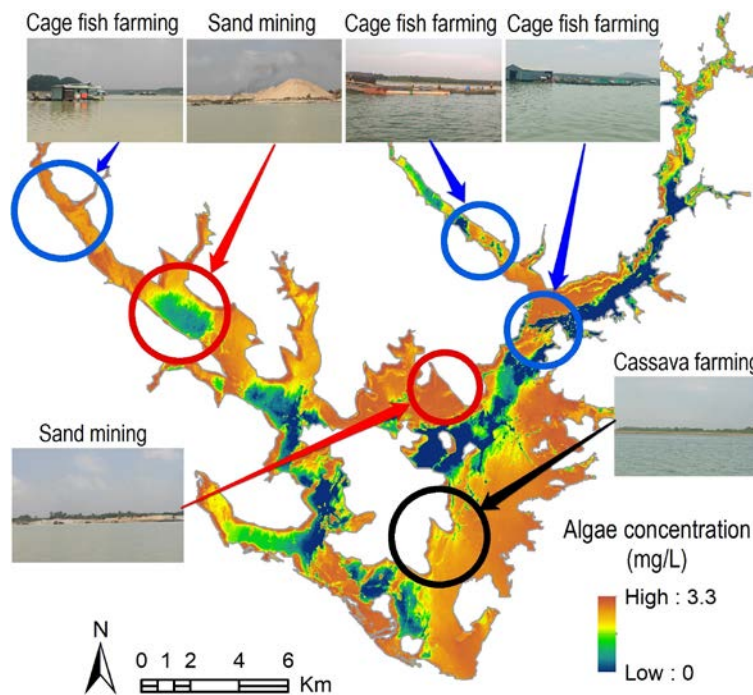 Cage fish farming
Sand mining
Cage fish farming
Cage fish farming
Cassava farming
Sand mining
Algae concentration
(mg/L)
High : 3.3
Low : 0
N
0 1 2 4 6
Km